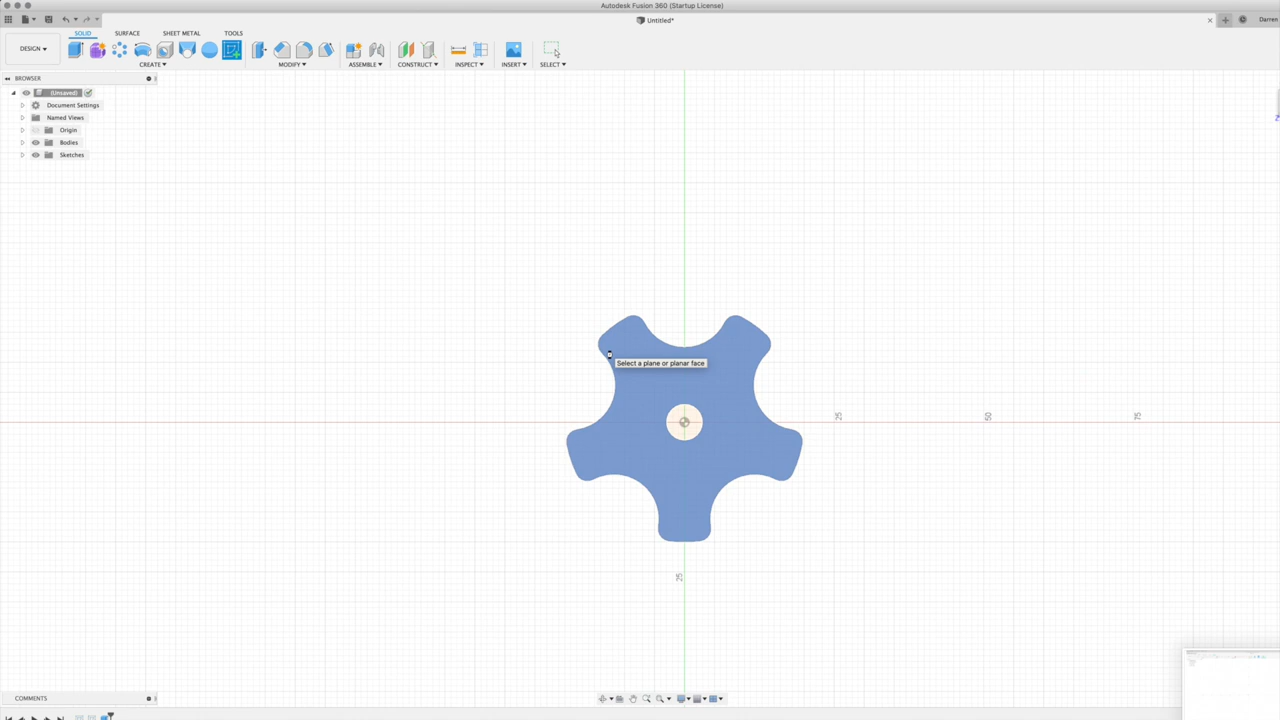 Autodesk Fusion 360 (Startup License)
Untitled*
Darren
DESIGN
SOLID SURFACE SHEET METAL TOOLS
CREATE MODIFY ASSEMBLE CONSTRUCT INSPECT INSERT SELECT
BROWSER
(Unsaved)
Document Settings
Named Views
Origin
Bodies
Sketches
Select a plane or planar face
25 50 75
25
COMMENTS